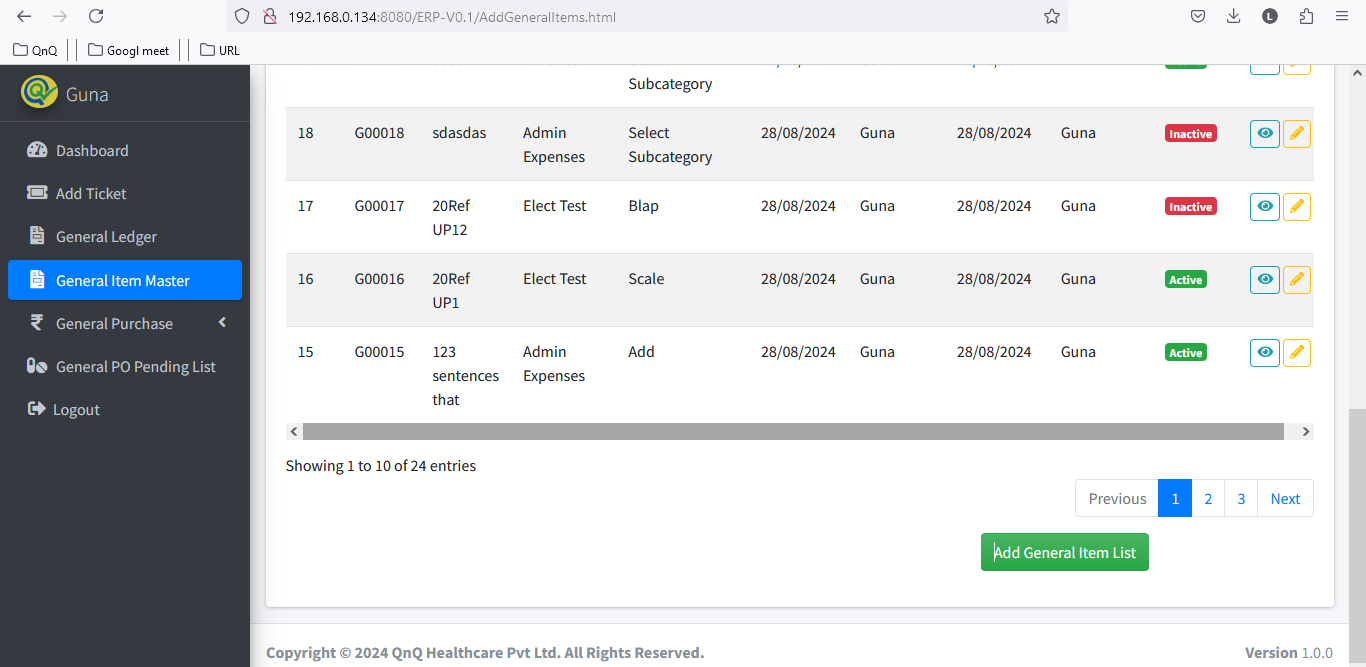 192.168.0.134:8080/ERP-V0.1/AddGeneralItems.html
L
QnQ
Googl meet
URL
Guna
Dashboard
Add Ticket
General Ledger
General Item Master
General Purchase
General PO Pending List
Logout
Subcategory
18 G00018 sdasdas Admin Select 28/08/2024 Guna 28/08/2024 Guna Inactive
Expenses Subcategory
17 G00017 20Ref Elect Test Blap 28/08/2024 Guna 28/08/2024 Guna Inactive
UP12
16 G00016 20Ref Elect Test Scale 28/08/2024 Guna 28/08/2024 Guna Active
UP1
15 G00015 123 Admin Add 28/08/2024 Guna 28/08/2024 Guna Active
sentences Expenses
that
Showing 1 to 10 of 24 entries
Previous 1 2 3 Next
Add General Item List
Copyright © 2024 QnQ Healthcare Pvt Ltd. All Rights Reserved. Version 1.0.0